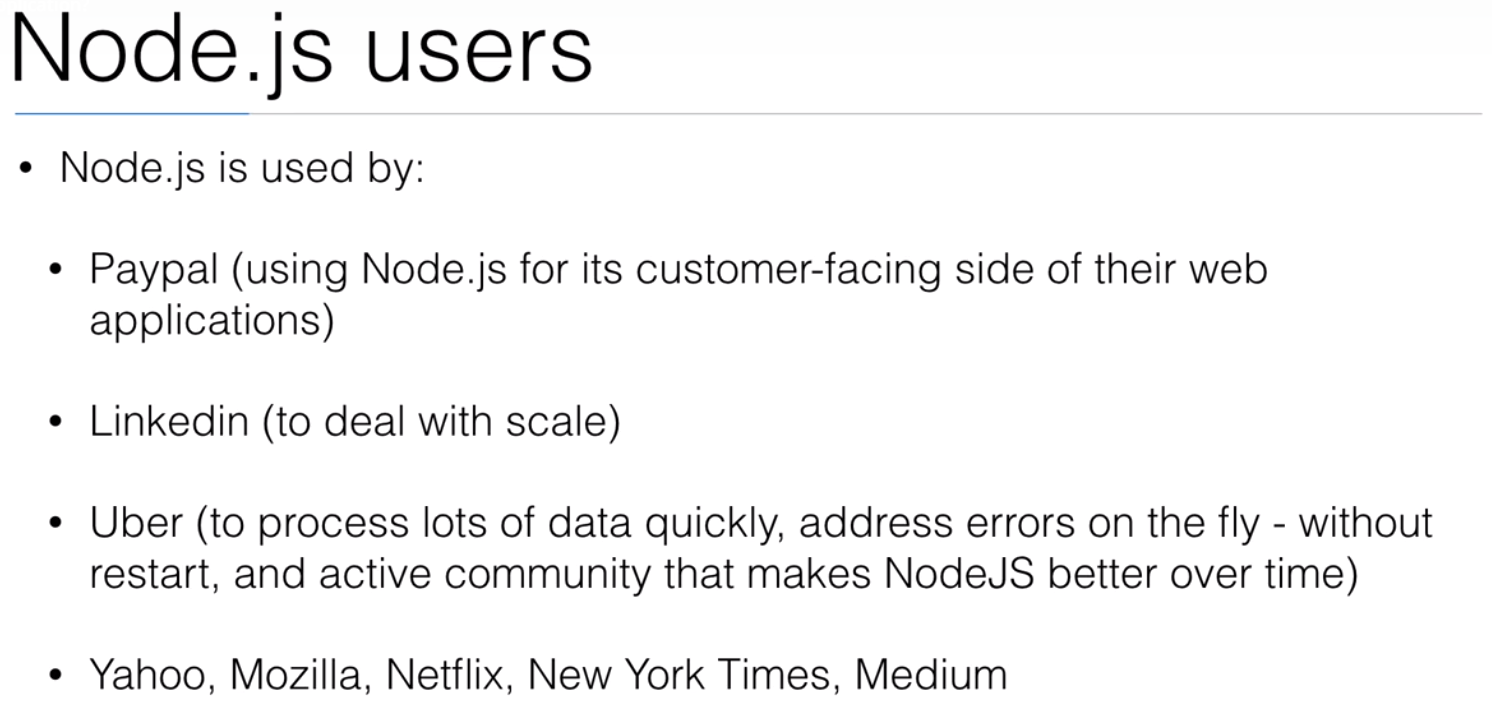 Node.js users
• Node.js is used by:
• Paypal (using Node.js for its customer-facing side of their web
applications)
• Linkedin (to deal with scale)
• Uber (to process lots of data quickly, address errors on the fly - without
restart, and active community that makes NodeJS better over time)
• Yahoo, Mozilla, Netflix, New York Times, Medium